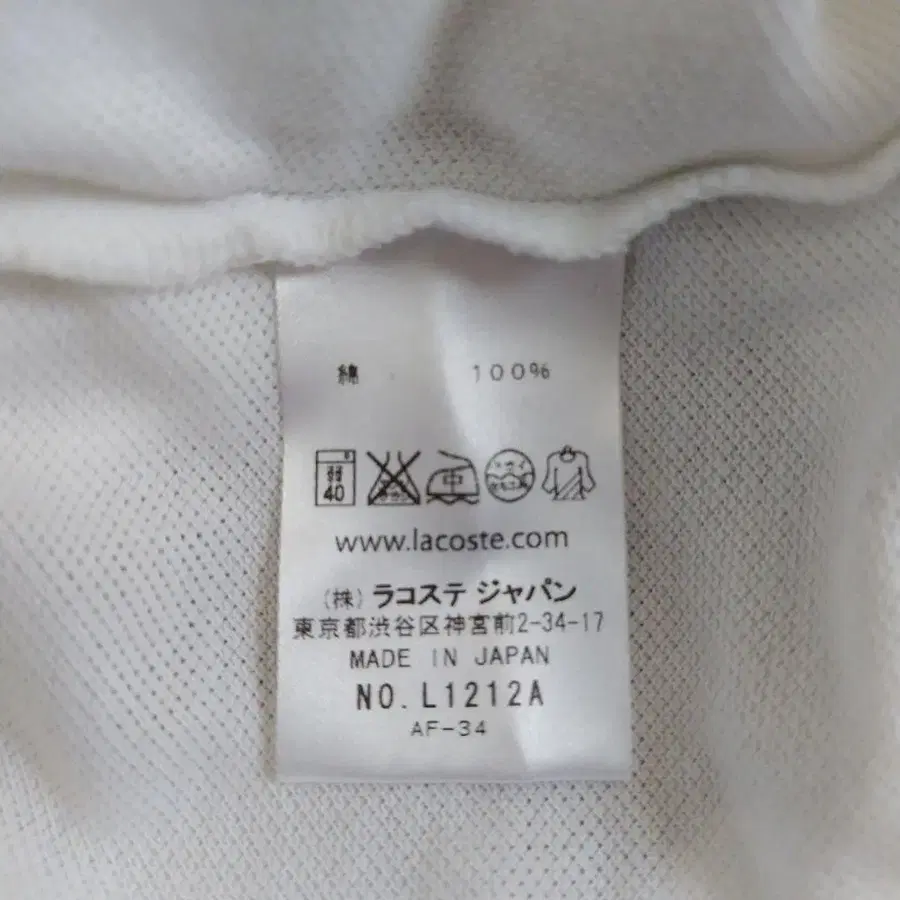 綿 100%
弱
40
中
www.lacoste.com
(株) ラコステ ジャパン
東京都渋谷区神宮前2-34-17
MADE IN JAPAN
NO. L1212A
AF-34